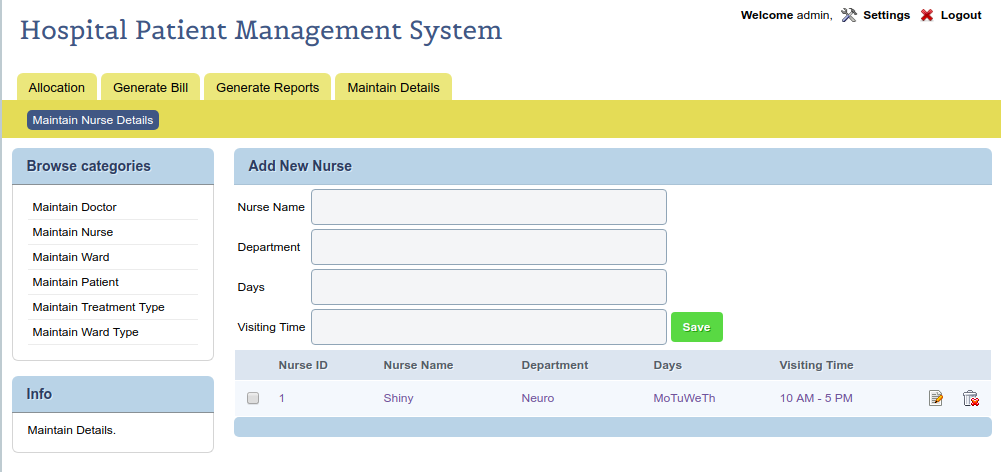 Hospital Patient Management System
Welcome admin, Settings Logout
Allocation Generate Bill Generate Reports Maintain Details
Maintain Nurse Details
Browse categories
Maintain Doctor
Maintain Nurse
Maintain Ward
Maintain Patient
Maintain Treatment Type
Maintain Ward Type
Info
Maintain Details.
Add New Nurse
Nurse Name
Department
Days
Visiting Time Save
Nurse ID Nurse Name Department Days Visiting Time
1 Shiny Neuro MoTuWeTh 10 AM - 5 PM